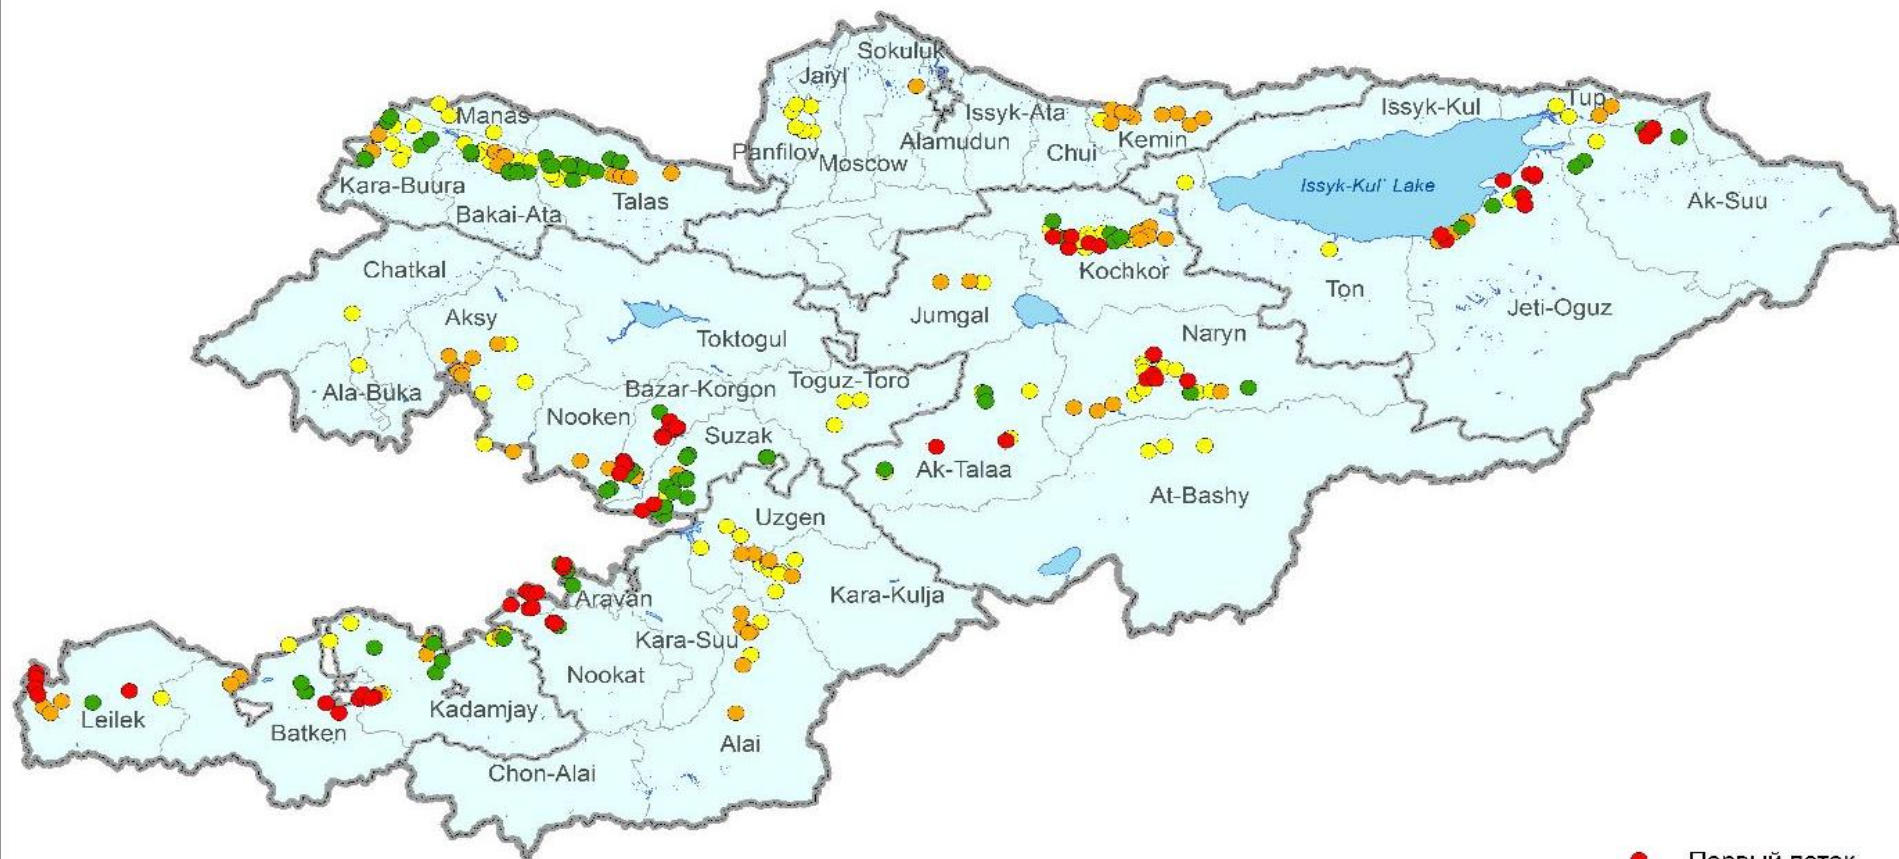 Sokuluk
Jaiyl
Issyk-Kul
Tup
Manas
Issyk-Ata
Alamudun
Kemin
Panfilov
Moscow
Chui
Kara-Buura
Issyk-Kul' Lake
Talas
Ak-Suu
Bakai-Ata
Chatkal
Kochkor
Ton
Jeti-Oguz
Aksy
Jumgal
Toktogul
Naryn
Bazar-Korgon
Toguz-Toro
Ala-Buka
Nooken
Suzak
Ak-Talaa
At-Bashy
Uzgen
Aravan
Kara-Kulja
Kara-Suu
Nookat
Leilek
Kadamjay
Batken
Alai
Chon-Alai
Первый поток